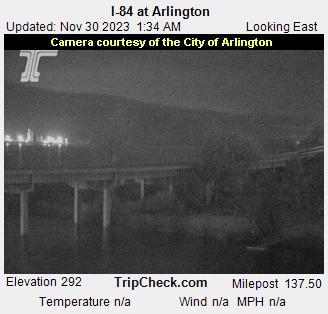 I-84 at Arlington
Updated: Nov 30 2023 1:34 AM Looking East
Camera courtesy of the City of Arlington
Elevation 292 TripCheck.com Milepost 137.50
Temperature n/a Wind n/a MPH n/a